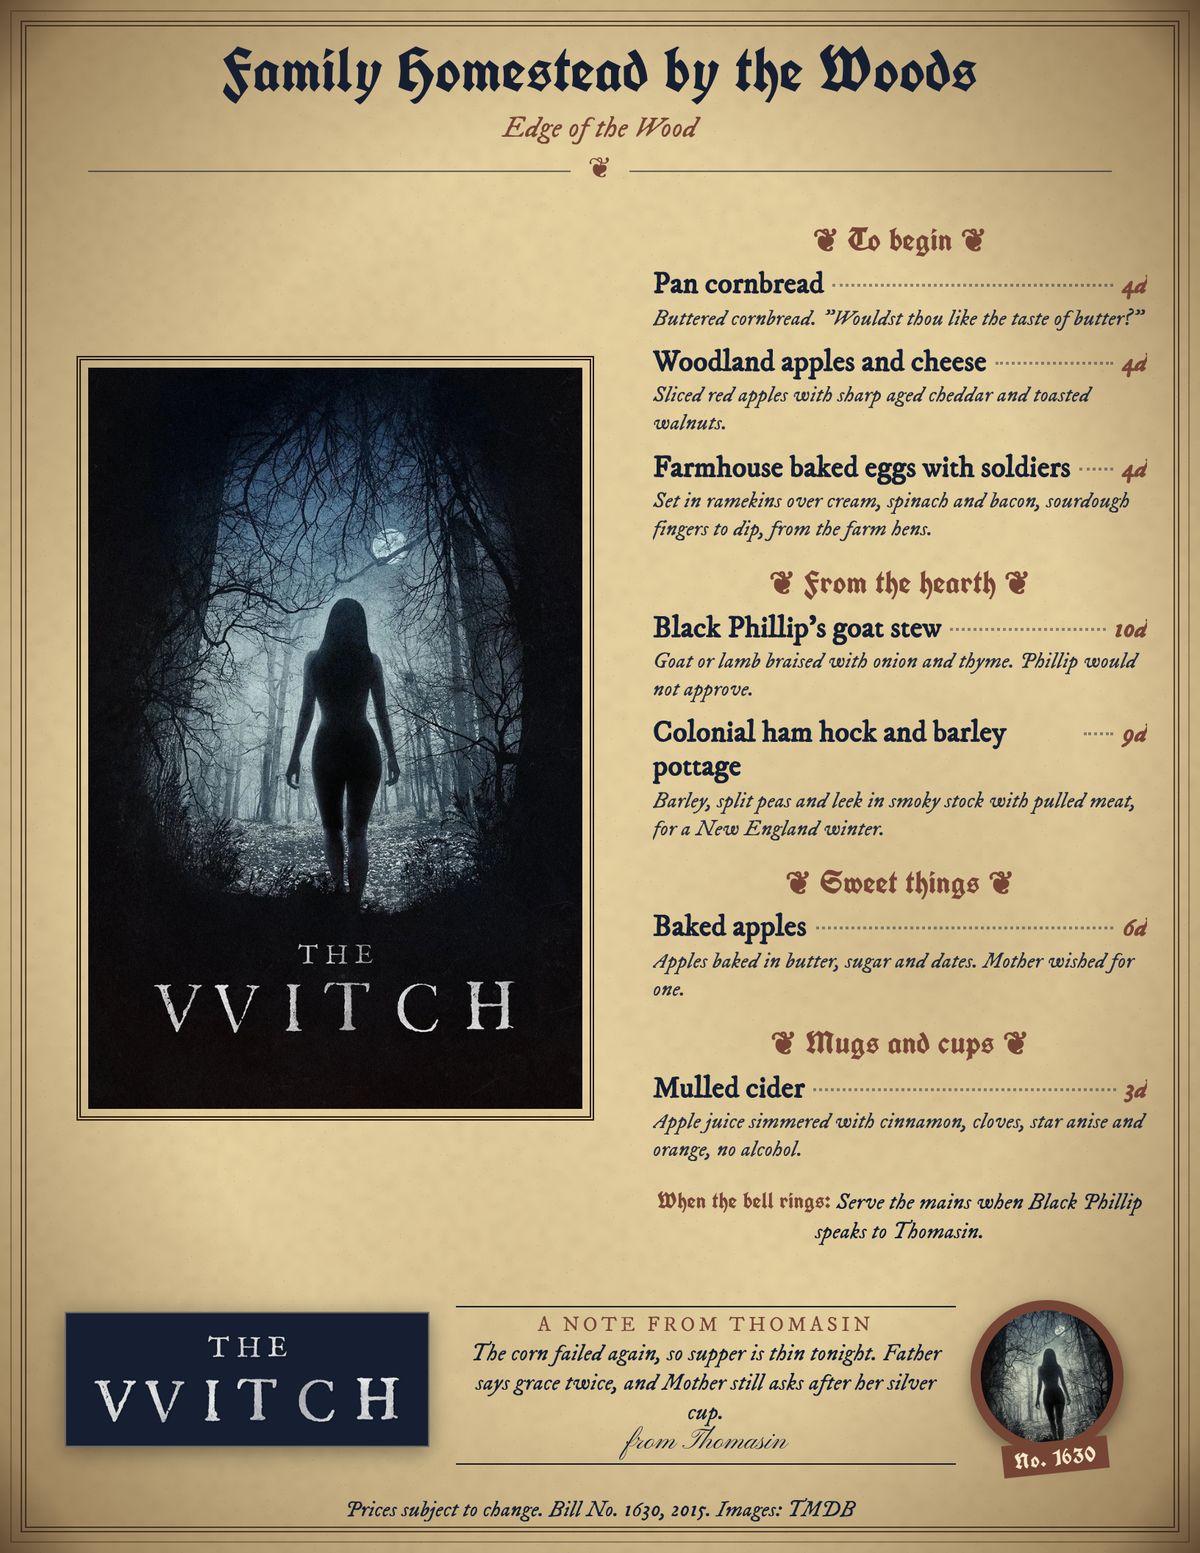 Family Homestead by the Woods
Edge of the Wood
To begin
Pan cornbread 4d
Buttered cornbread. ”Wouldst thou like the taste of butter?”
Woodland apples and cheese 4d
Sliced red apples with sharp aged cheddar and toasted
walnuts.
Farmhouse baked eggs with soldiers 4d
Set in ramekins over cream, spinach and bacon, sourdough
fingers to dip, from the farm hens.
From the hearth
Black Phillip’s goat stew 10d
Goat or lamb braised with onion and thyme. Phillip would
not approve.
Colonial ham hock and barley 9d
pottage
Barley, split peas and leek in smoky stock with pulled meat,
for a New England winter.
Sweet things
Baked apples 6d
Apples baked in butter, sugar and dates. Mother wished for
one.
Mugs and cups
Mulled cider 3d
Apple juice simmered with cinnamon, cloves, star anise and
orange, no alcohol.
When the bell rings: Serve the mains when Black Phillip
speaks to Thomasin.
THE
VVITCH
THE
VVITCH
A NOTE FROM THOMASIN
The corn failed again, so supper is thin tonight. Father
says grace twice, and Mother still asks after her silver
cup.
from Thomasin
No. 1630
Prices subject to change. Bill No. 1630, 2015. Images: TMDB